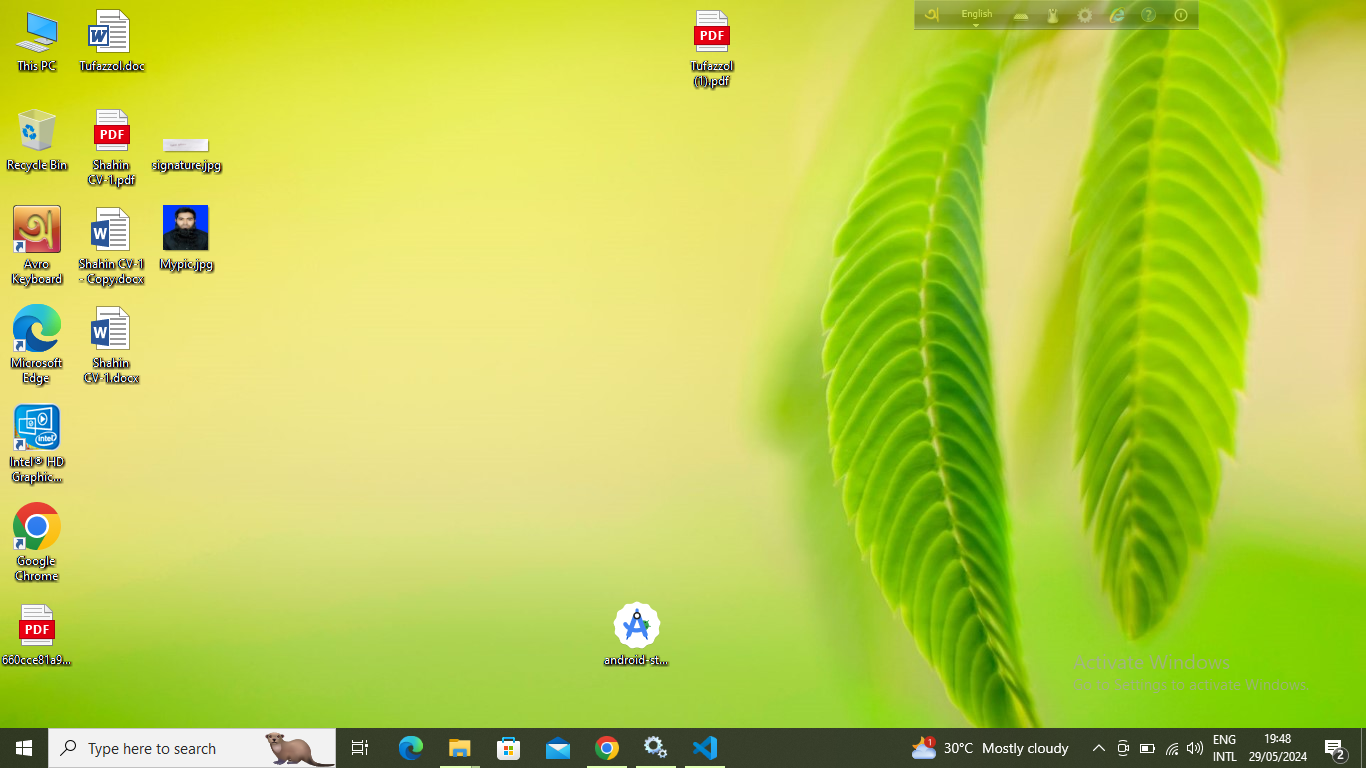 This PC
Tufazzol.doc
Tufazzol
(1).pdf
অ English
Recycle Bin
PDF
Shahin
CV-1.pdf
signature.jpg
অ
Avro
Keyboard
W
Shahin CV-1
- Copy.docx
Mypic.jpg
Microsoft
Edge
W
Shahin
CV-1.docx
intel
Intel® HD
Graphic...
Google
Chrome
PDF
660cce81a9...
android-st...
Activate Windows
Go to Settings to activate Windows.
Type here to search
1
30°C Mostly cloudy
ENG
INTL
19:48
29/05/2024
2